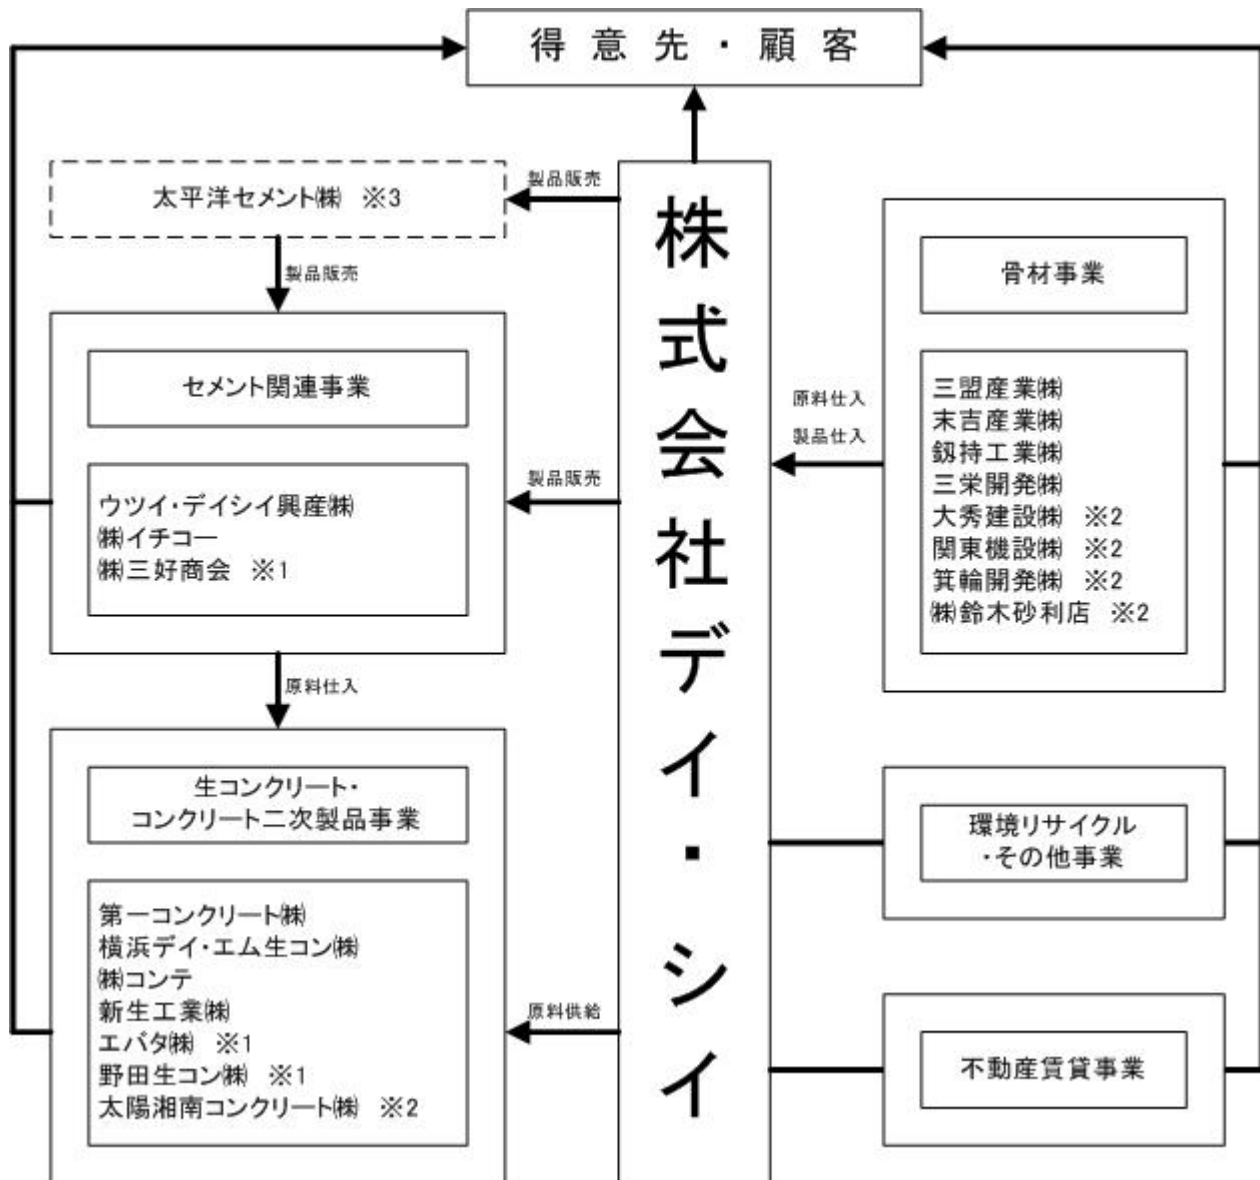 得意先・顧客
太平洋セメント㈱ ※3
製品販売
製品販売
セメント関連事業
ウツイ・デイシイ興産㈱
㈱イチコー
㈱三好商会 ※1
製品販売
原料仕入
生コンクリート・
コンクリート二次製品事業
第一コンクリート㈱
横浜デイ・エム生コン㈱
㈱コンテ
新生工業㈱
エバタ㈱ ※1
野田生コン㈱ ※1
太陽湘南コンクリート㈱ ※2
原料供給
株式会社デイ・シイ
骨材事業
三盟産業㈱
末吉産業㈱
釼持工業㈱
三栄開発㈱
大秀建設㈱ ※2
関東機設㈱ ※2
箕輪開発㈱ ※2
㈱鈴木砂利店 ※2
原料仕入
製品仕入
環境リサイクル
・その他事業
不動産賃貸事業